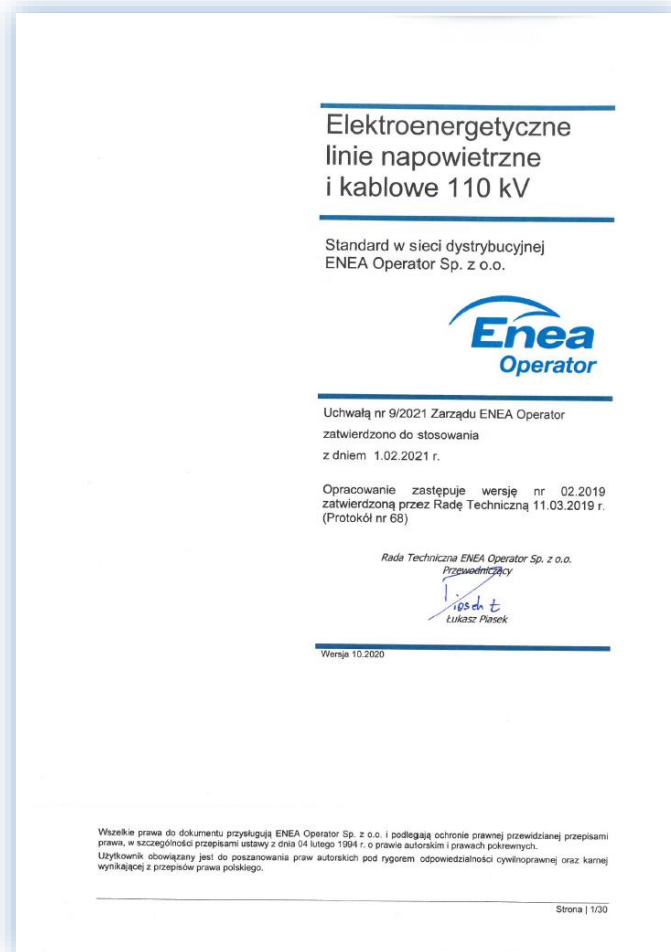 Elektroenergetyczne
linie napowietrzne
i kablowe 110 kV
Standard w sieci dystrybucyjnej
ENEA Operator Sp. z o.o.
Enea
Operator
Uchwałą nr 9/2021 Zarządu ENEA Operator
zatwierdzono do stosowania
z dniem 1.02.2021 r.
Opracowanie zastępuje wersję nr 02.2019
zatwierdzoną przez Radę Techniczną 11.03.2019 r.
(Protokół nr 68)
Rada Techniczna ENEA Operator Sp. z o.o.
Przewodniczący
Łukasz Piasek
Wersja 10.2020
Wszelkie prawa do dokumentu przysługują ENEA Operator Sp. z o.o. i podlegają ochronie prawnej przewidzianej przepisami
prawa, w szczególności przepisami ustawy z dnia 04 lutego 1994 r. o prawie autorskim i prawach pokrewnych.
Użytkownik obowiązany jest do poszanowania praw autorskich pod rygorem odpowiedzialności cywilnoprawnej oraz karnej
wynikającej z przepisów prawa polskiego.
Strona | 1/30